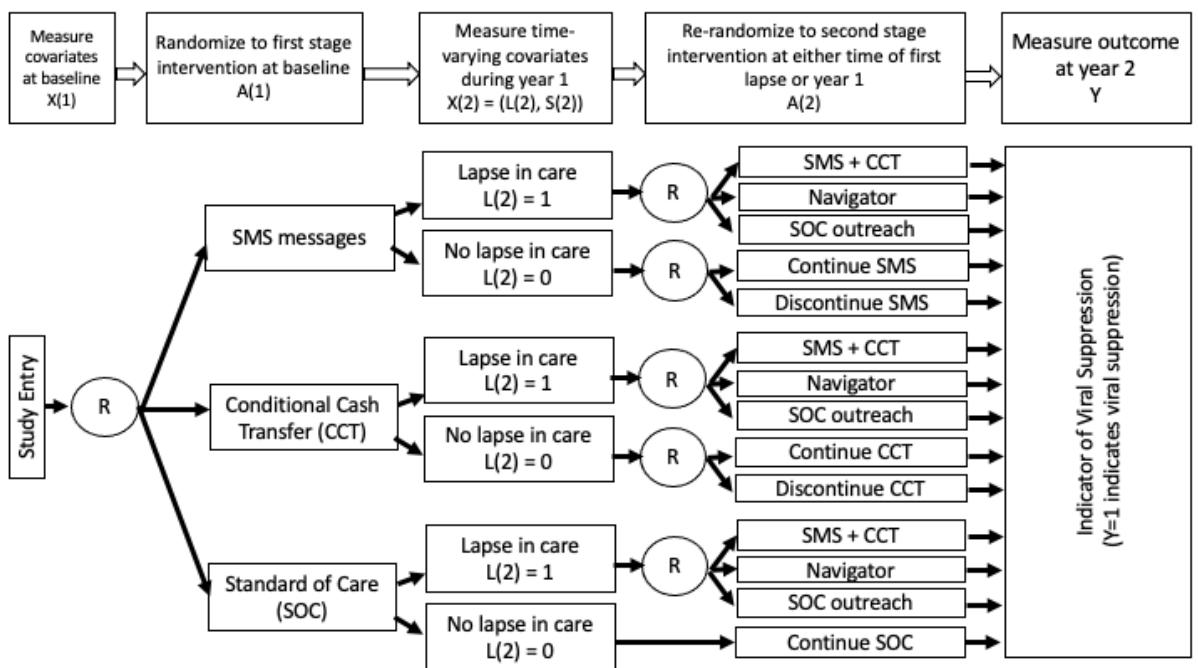 Measure
covariates
at baseline
X(1)
Randomize to first stage
intervention at baseline
A(1)
Measure time-
varying covariates
during year 1
X(2) = (L(2), S(2))
Re-randomize to second stage
intervention at either time of first
lapse or year 1
A(2)
Measure outcome
at year 2
Y
Study Entry
R
SMS messages
Lapse in care
L(2) = 1
R
SMS + CCT
Navigator
SOC outreach
No lapse in care
L(2) = 0
R
Continue SMS
Discontinue SMS
Conditional Cash
Transfer (CCT)
Lapse in care
L(2) = 1
R
SMS + CCT
Navigator
SOC outreach
No lapse in care
L(2) = 0
R
Continue CCT
Discontinue CCT
Standard of Care
(SOC)
Lapse in care
L(2) = 1
R
SMS + CCT
Navigator
SOC outreach
No lapse in care
L(2) = 0
Continue SOC
Indicator of Viral Suppression
(Y=1 indicates viral suppression)